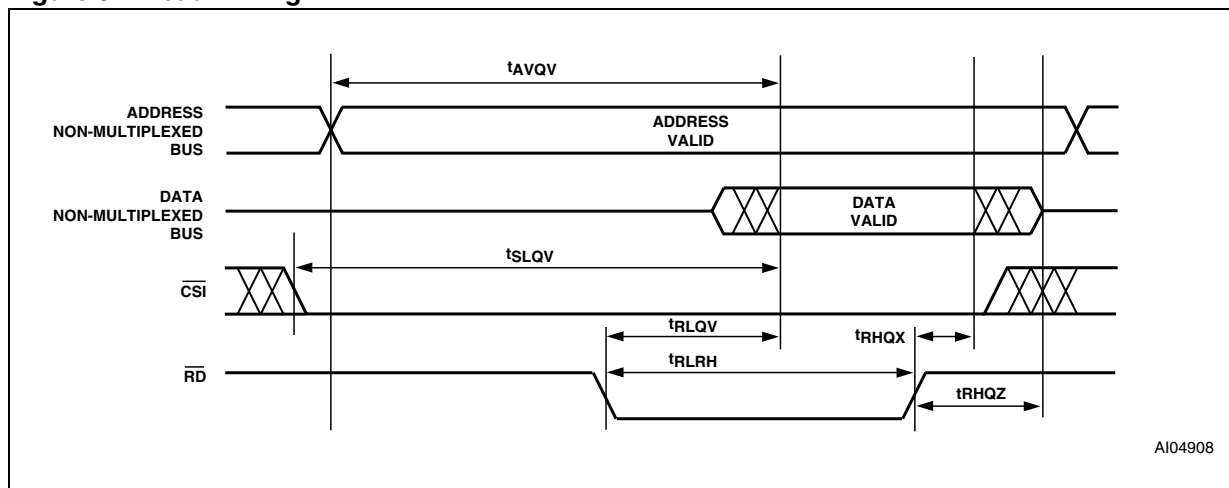 tAVQV
ADDRESS
NON-MULTIPLEXED
BUS
ADDRESS
VALID
DATA
NON-MULTIPLEXED
BUS
DATA
VALID
tSLQV
CSI
tRLQV
tRHQX
tRLRH
RD
tRHQZ
AI04908